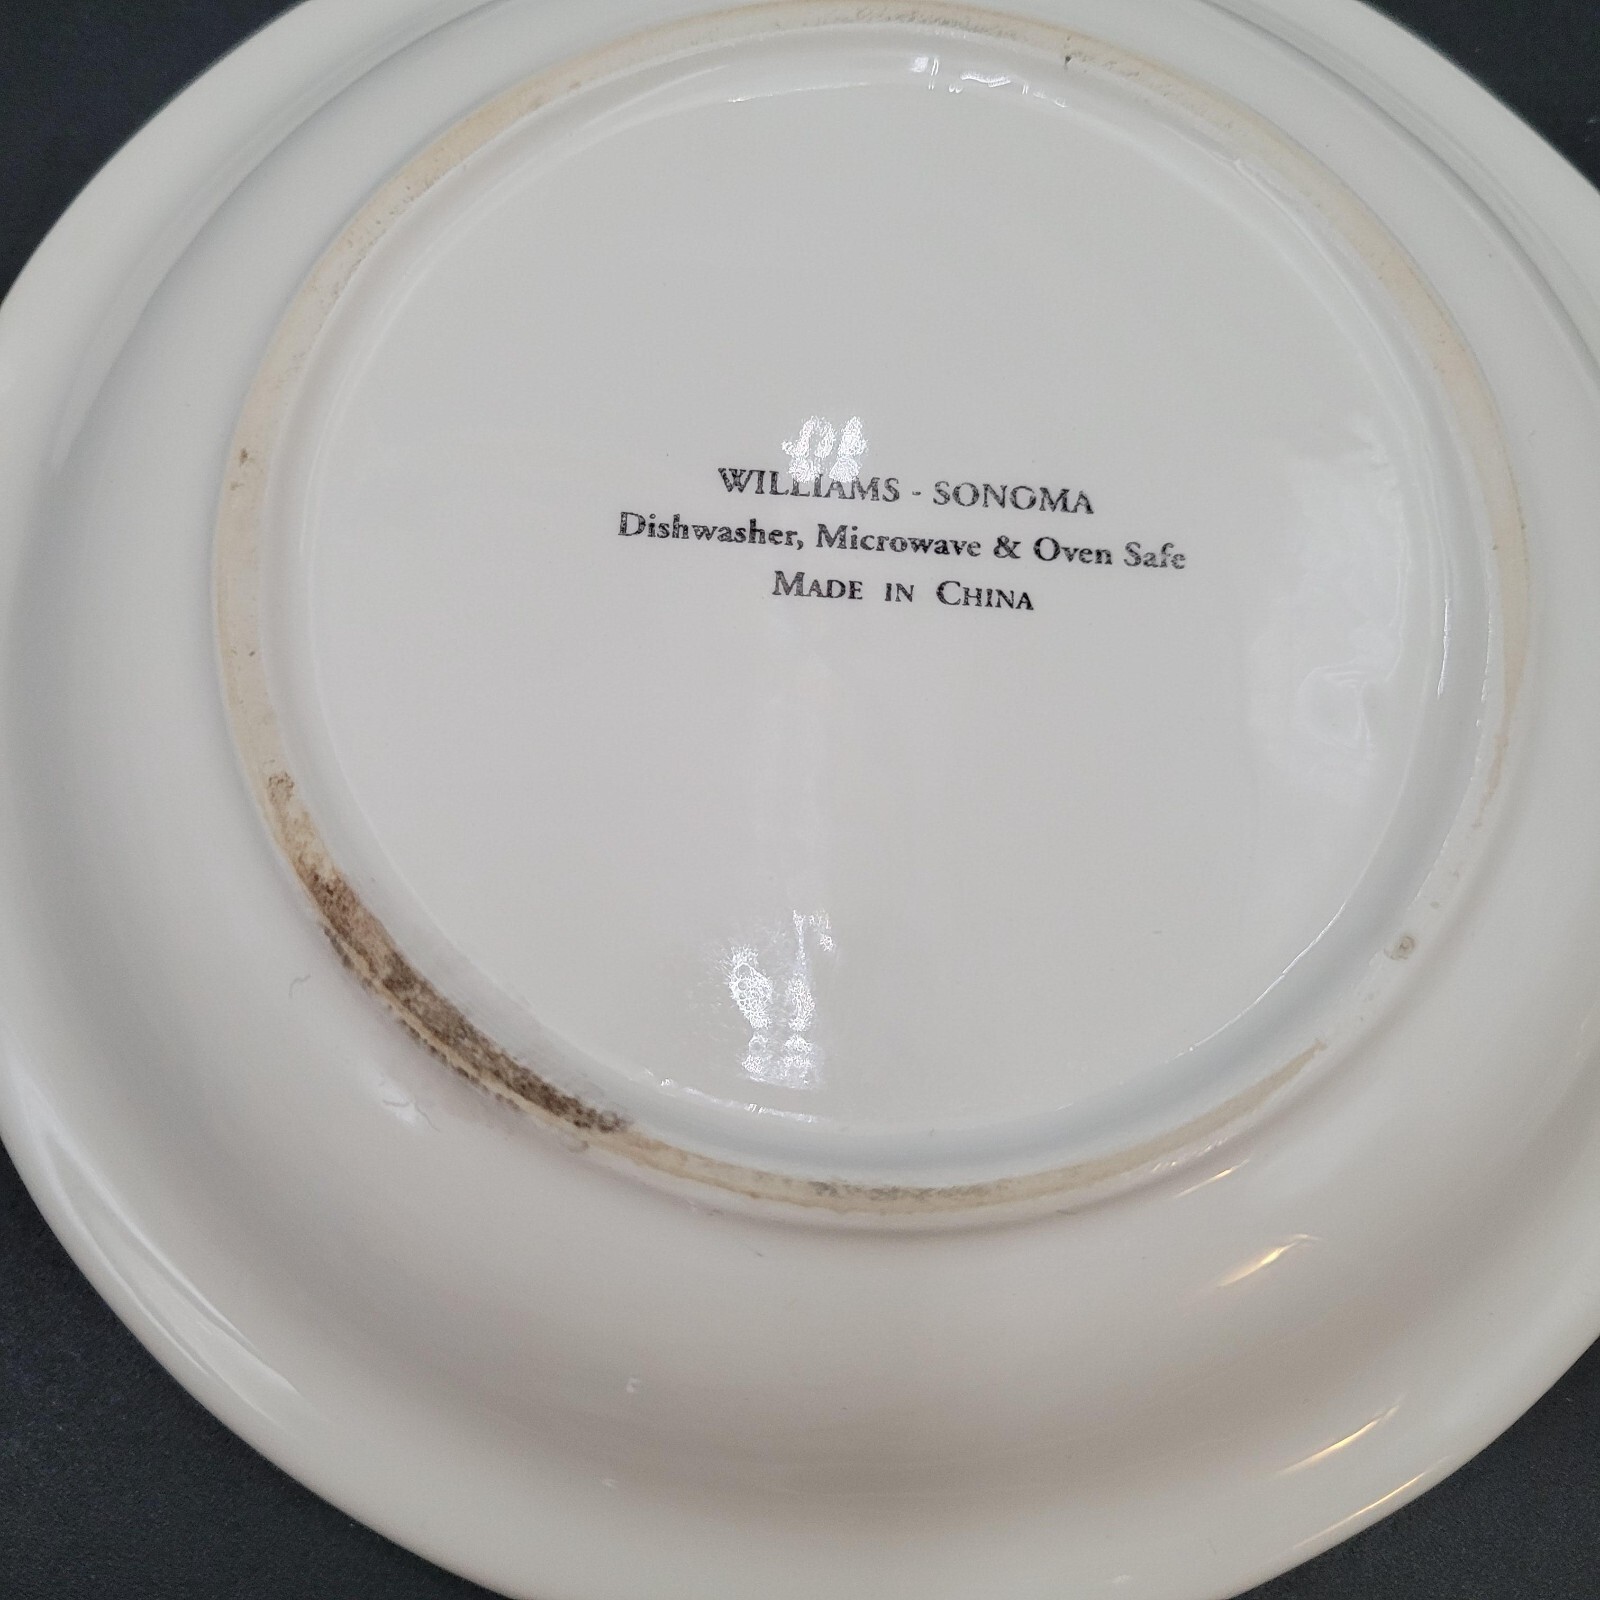 WILLIAMS - SONOMA
Dishwasher, Microwave & Oven Safe
MADE IN CHINA